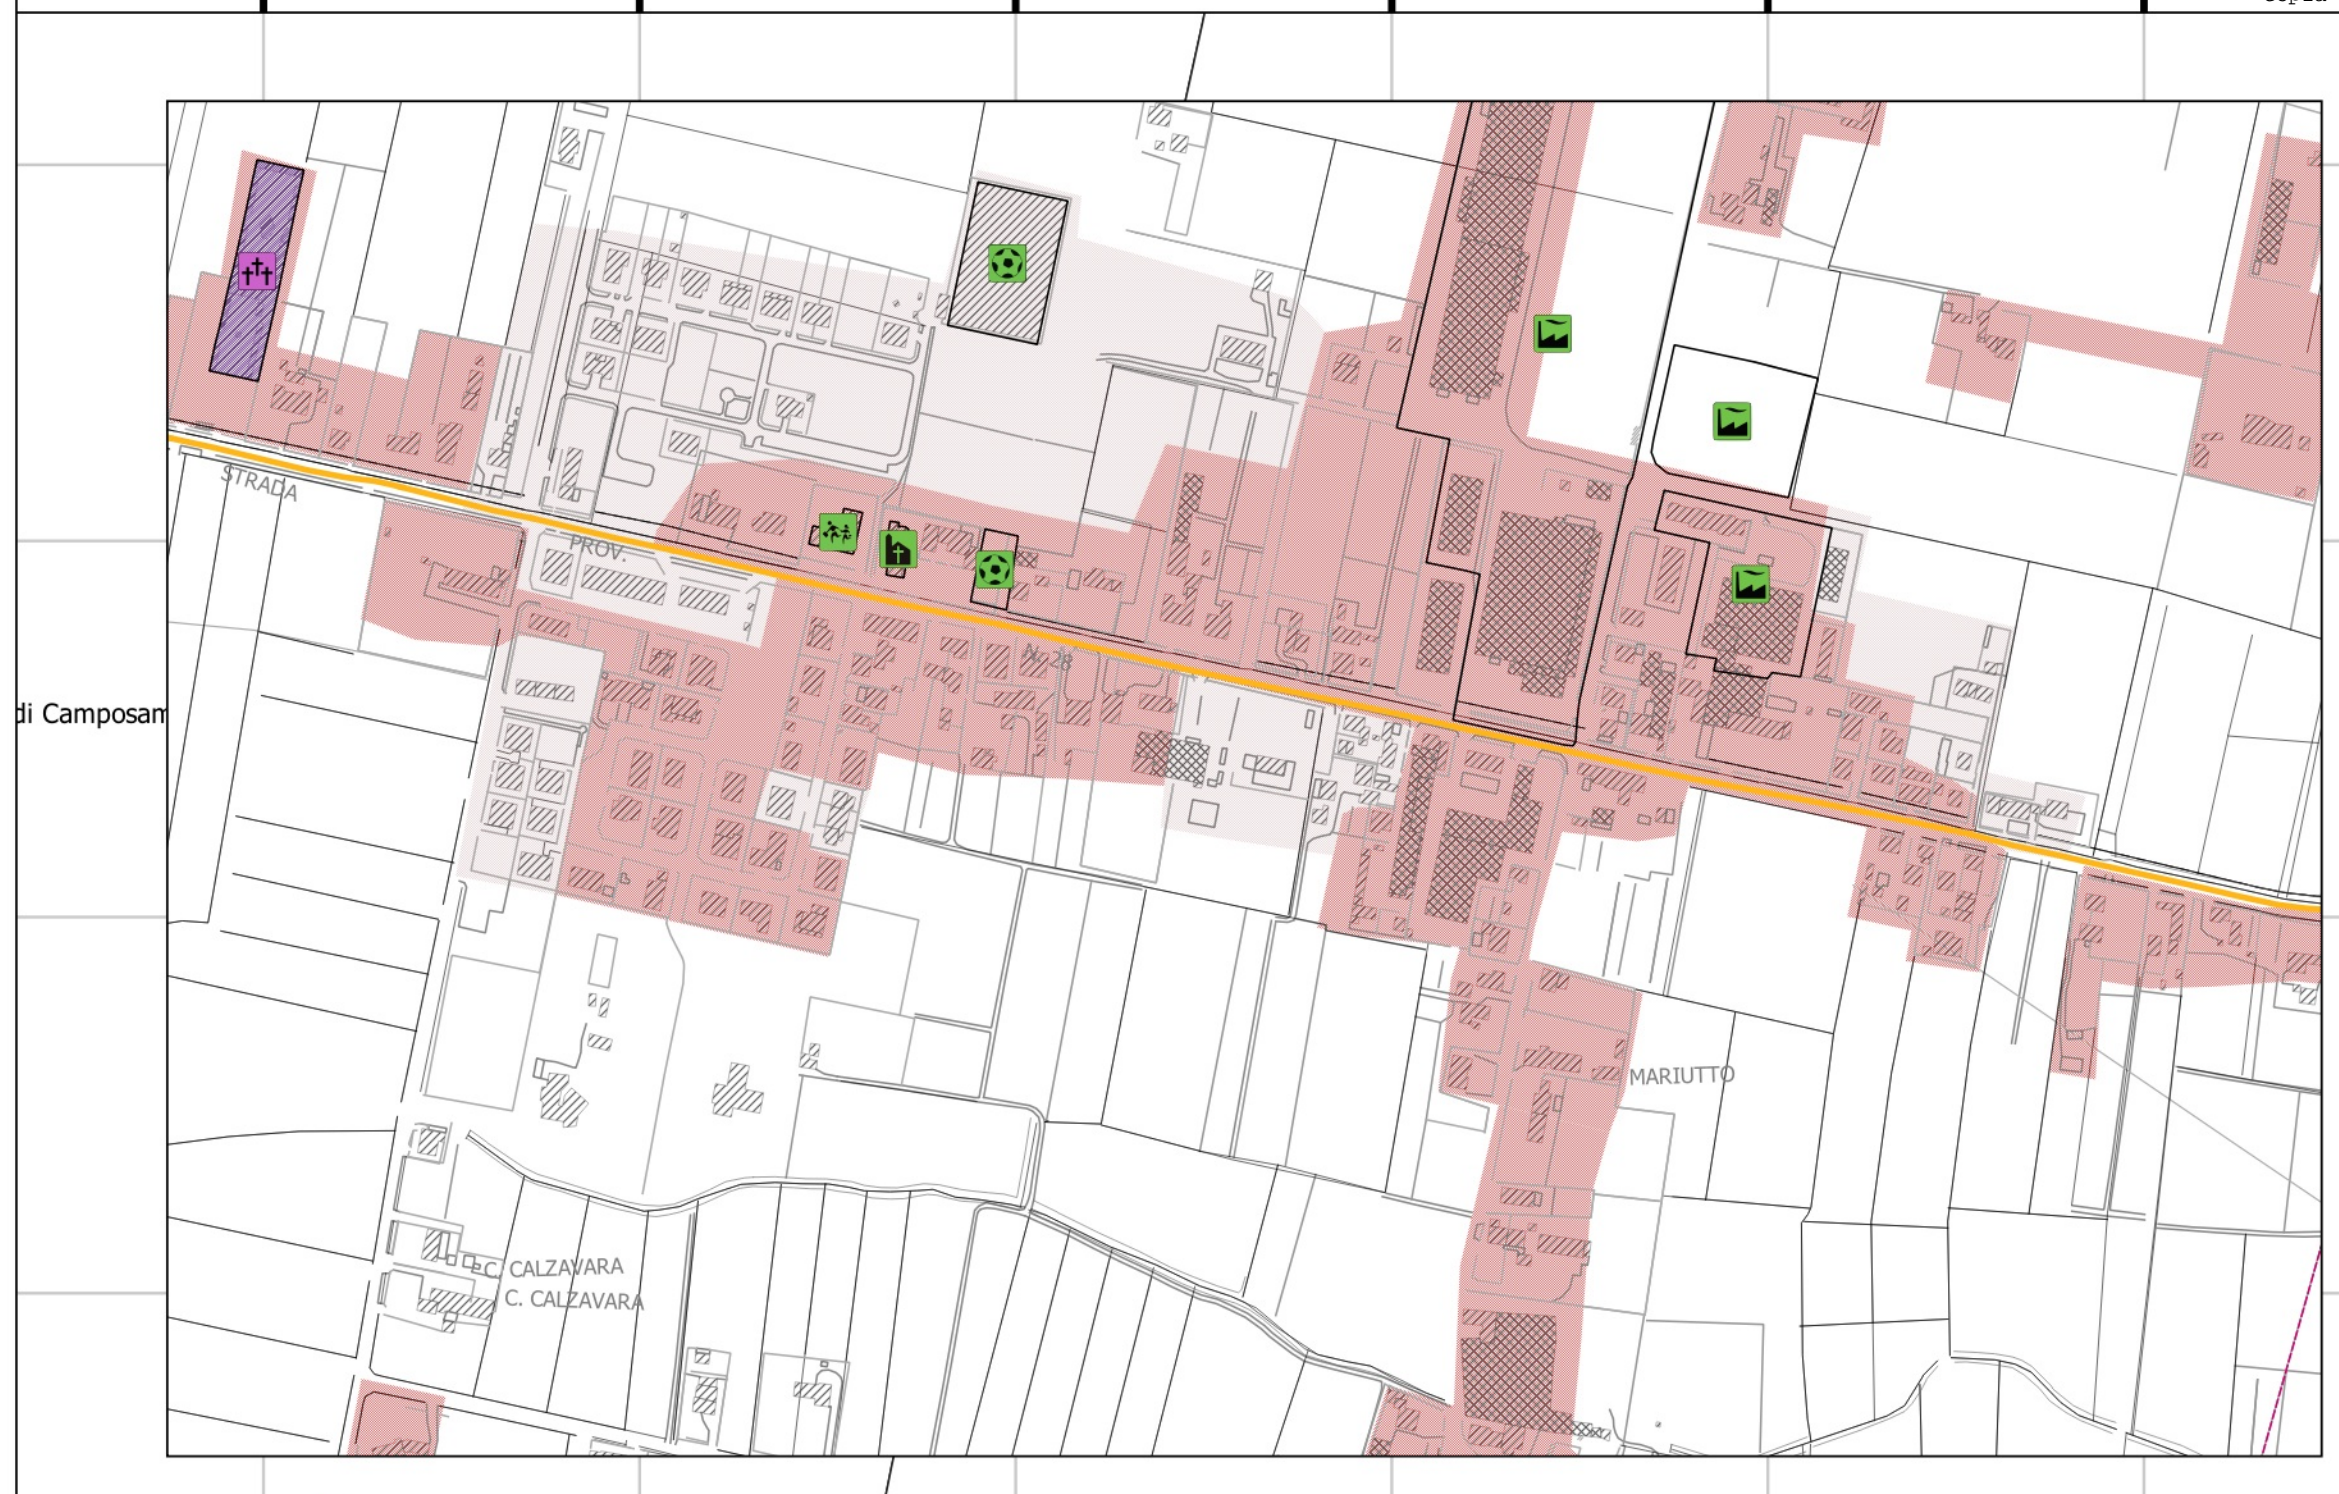 STRADA
PROV.
N. 28
di Camposam
MARIUTTO
C. CALZAVARA
C. CALZAVARA